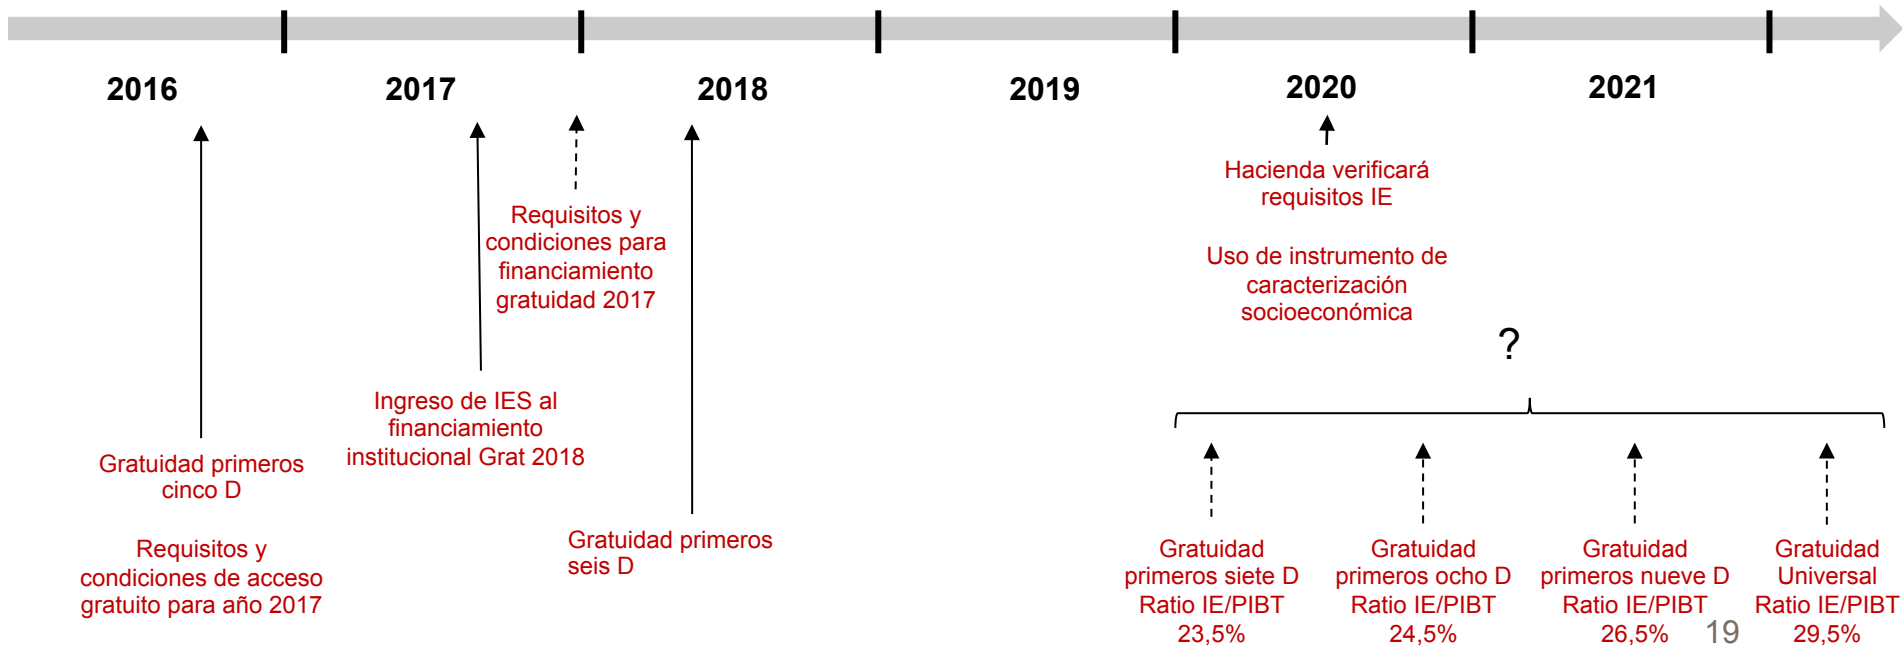 2016
2017
2018
2019
2020
2021
Gratuidad primeros
cinco D
Requisitos y
condiciones de acceso
gratuito para año 2017
Ingreso de IES al
financiamiento
institucional Grat 2018
Requisitos y
condiciones para
financiamiento
gratuidad 2017
Gratuidad primeros
seis D
Hacienda verificará
requisitos IE
Uso de instrumento de
caracterización
socioeconómica
?
Gratuidad
primeros siete D
Ratio IE/PIBT
23,5%
Gratuidad
primeros ocho D
Ratio IE/PIBT
24,5%
Gratuidad
primeros nueve D
Ratio IE/PIBT
26,5%
Gratuidad
Universal
Ratio IE/PIBT
29,5%
19